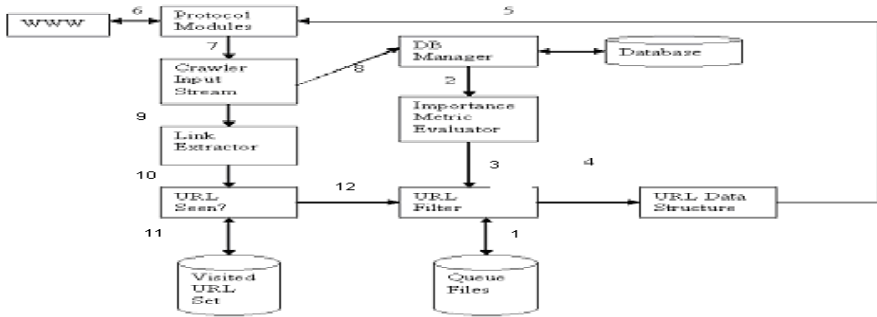 6
5
WWW
Protocol
Modules
7
DB
Manager
Database
Crawler
Input
Stream
8
2
9
Importance
Metric
Evaluator
Link
Extractor
10
3
4
12
URL
Seen?
URL
Filter
URL Data
Structure
11
1
Visited
URL
Set
Queue
Files